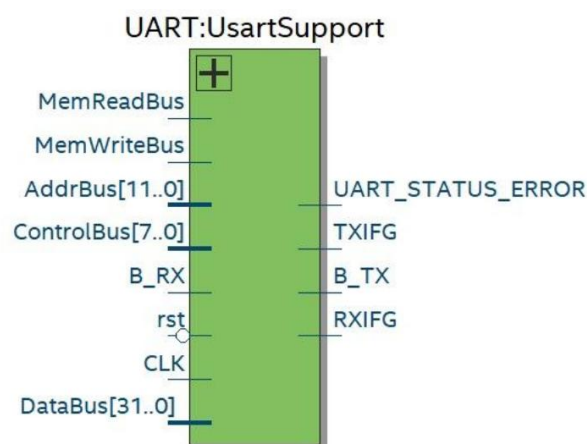 UART:UsartSupport
MemReadBus
MemWriteBus
AddrBus[11..0]
UART_STATUS_ERROR
ControlBus[7..0]
TXIFG
B_RX
B_TX
rst
RXIFG
CLK
DataBus[31..0]